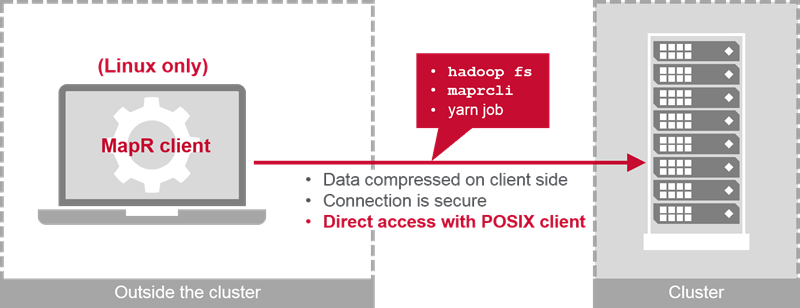 (Linux only)
MapR client
• hadoop fs
• maprcli
• yarn job
• Data compressed on client side
• Connection is secure
• Direct access with POSIX client
Outside the cluster
Cluster